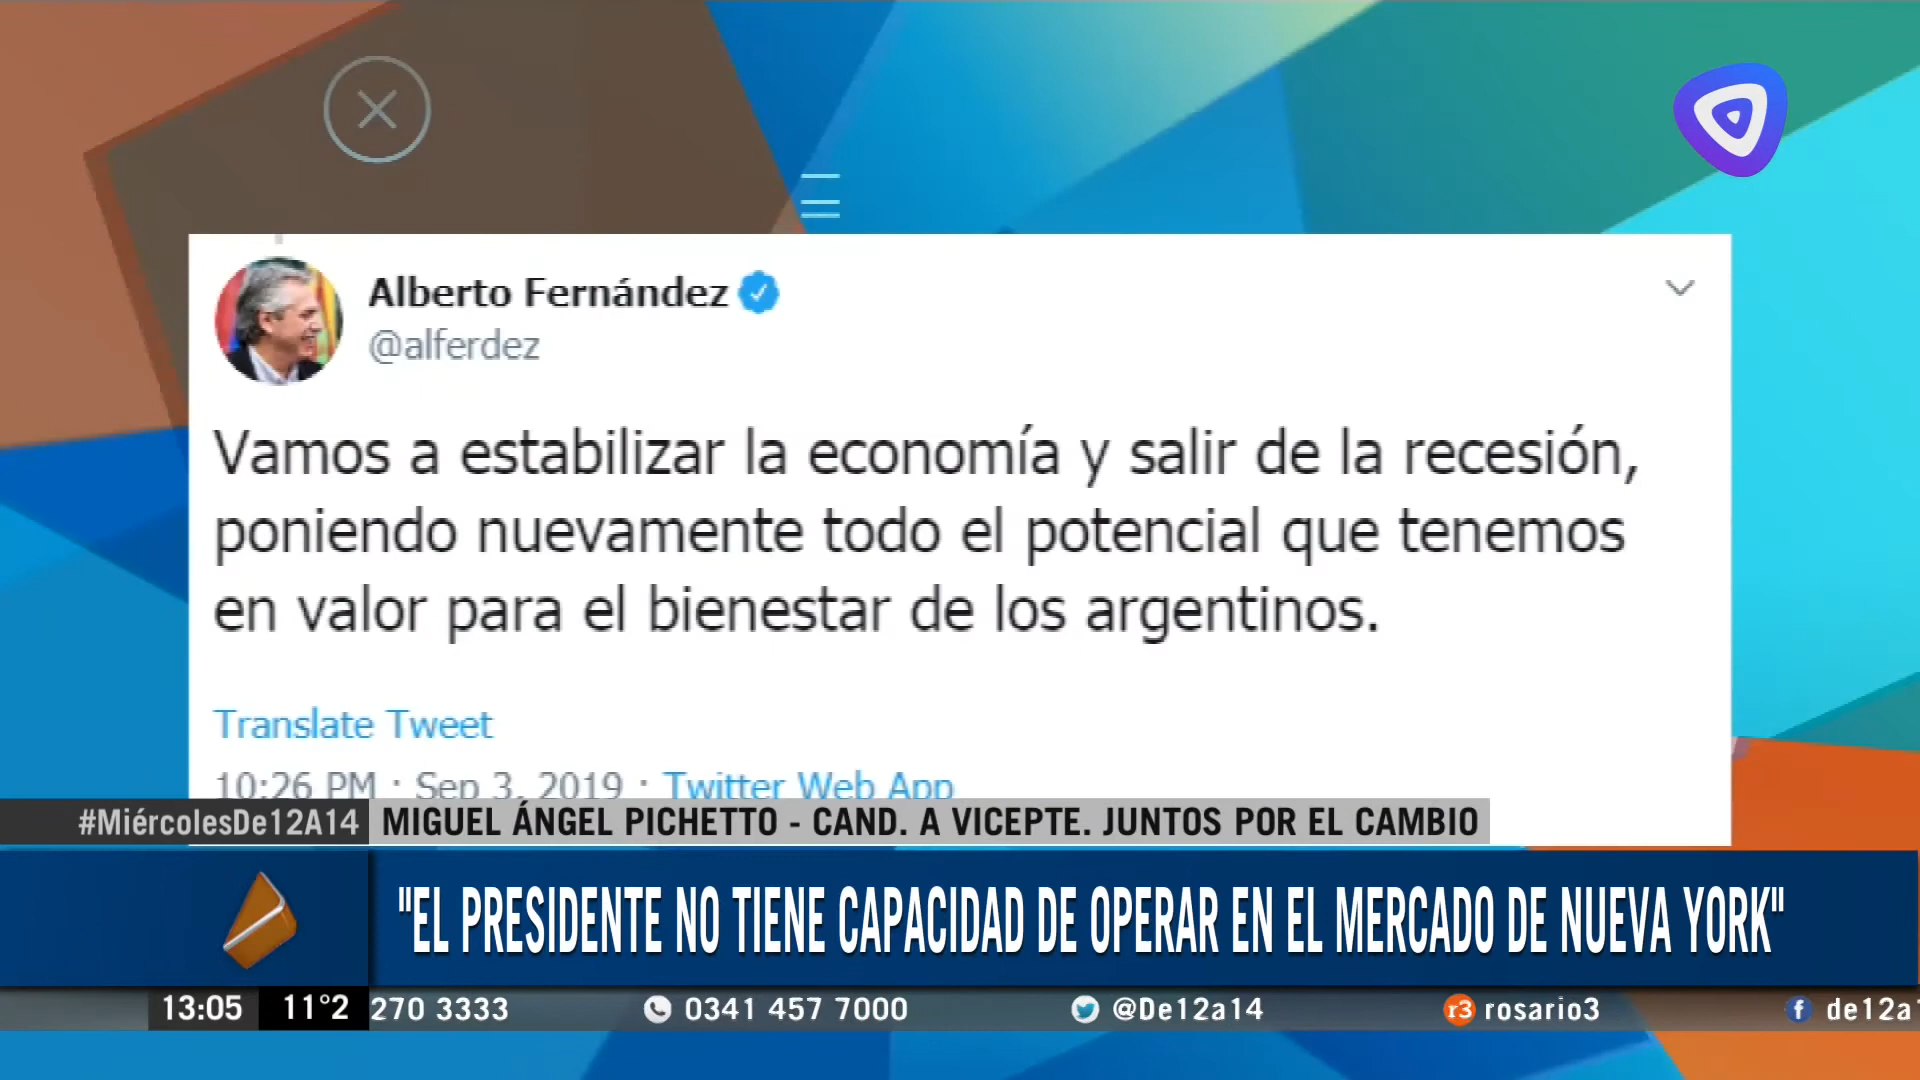 Alberto Fernández
@alferdez
Vamos a estabilizar la economía y salir de la recesión,
poniendo nuevamente todo el potencial que tenemos
en valor para el bienestar de los argentinos.
Translate Tweet
10:26 PM · Sep 3, 2019 · Twitter Web App
#MiércolesDe12A14 MIGUEL ÁNGEL PICHETTO - CAND. A VICEPTE. JUNTOS POR EL CAMBIO
"EL PRESIDENTE NO TIENE CAPACIDAD DE OPERAR EN EL MERCADO DE NUEVA YORK"
13:05 11°2 270 3333 0341 457 7000 @De12a14 r3 rosario3 f de12a1